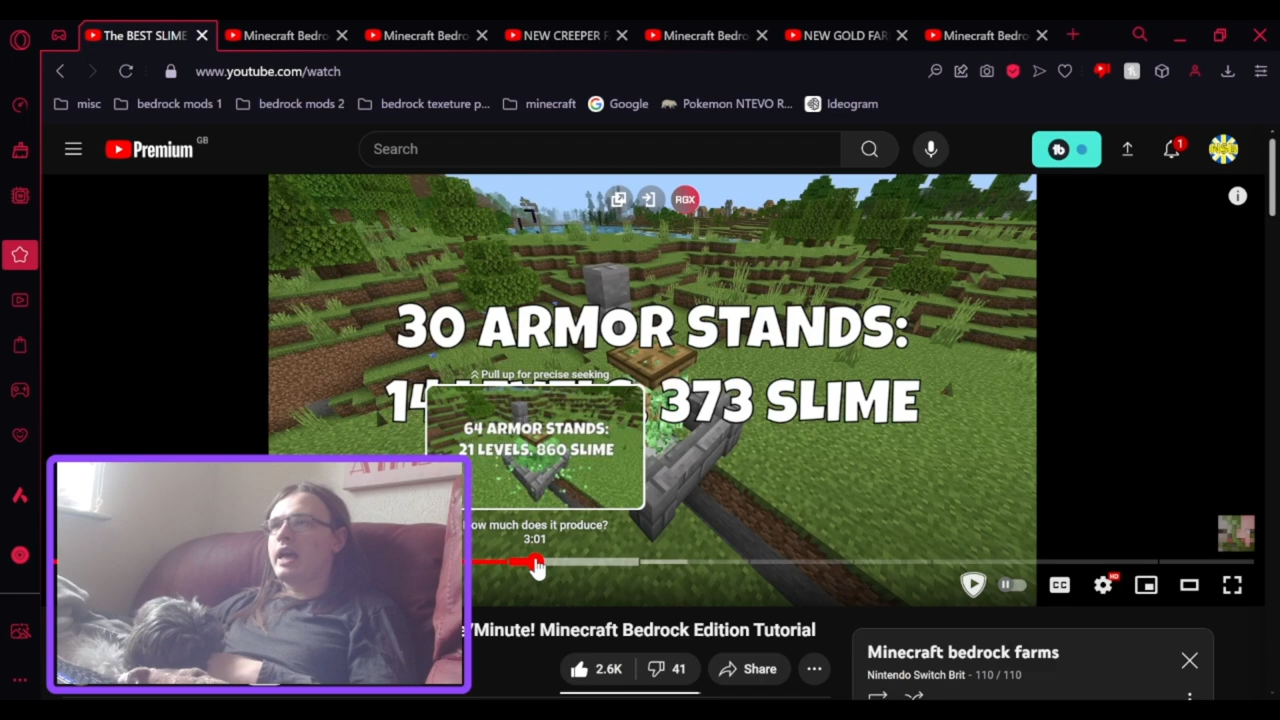 The BEST SLIME
Minecraft Bedro
Minecraft Bedro
NEW CREEPER F
Minecraft Bedro
NEW GOLD FAR
Minecraft Bedro
www.youtube.com/watch
misc
bedrock mods 1
bedrock mods 2
bedrock texeture p...
minecraft
Google
Pokemon NTEVO R...
Ideogram
Premium GB
Search
1
RGX
30 ARMOR STANDS:
373 SLIME
Pull up for precise seeking
64 ARMOR STANDS:
21 LEVELS, 860 SLIME
ow much does it produce?
3:01
CC
HD
e/Minute! Minecraft Bedrock Edition Tutorial
2.6K
41
Share
Minecraft bedrock farms
Nintendo Switch Brit - 110 / 110